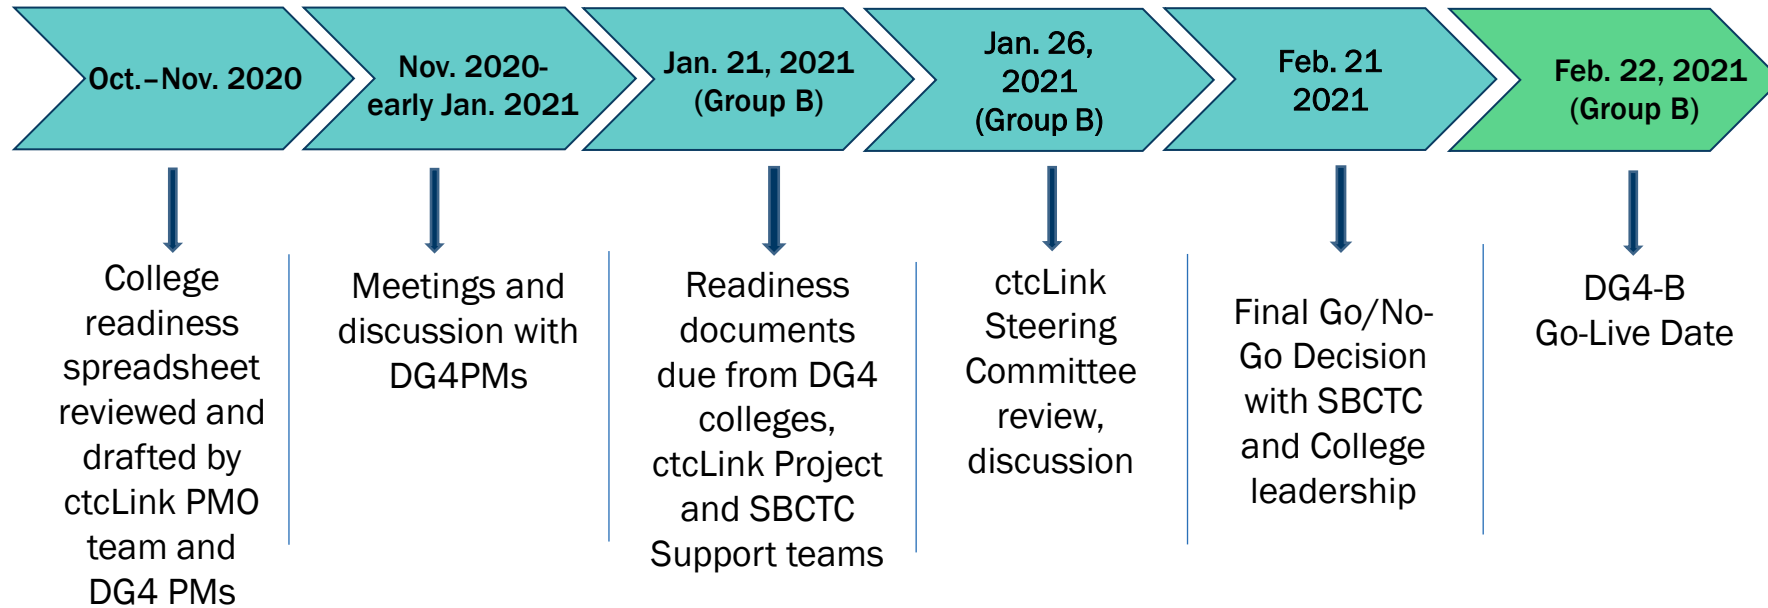 Oct.–Nov. 2020
Nov. 2020-
early Jan. 2021
Jan. 21, 2021
(Group B)
Jan. 26,
2021
(Group B)
Feb. 21
2021
Feb. 22, 2021
(Group B)
College
readiness
spreadsheet
reviewed and
drafted by
ctcLink PMO
team and
DG4 PMs
Meetings and
discussion with
DG4PMs
Readiness
documents
due from DG4
colleges,
ctcLink Project
and SBCTC
Support teams
ctcLink
Steering
Committee
review,
discussion
Final Go/No-
Go Decision
with SBCTC
and College
leadership
DG4-B
Go-Live Date